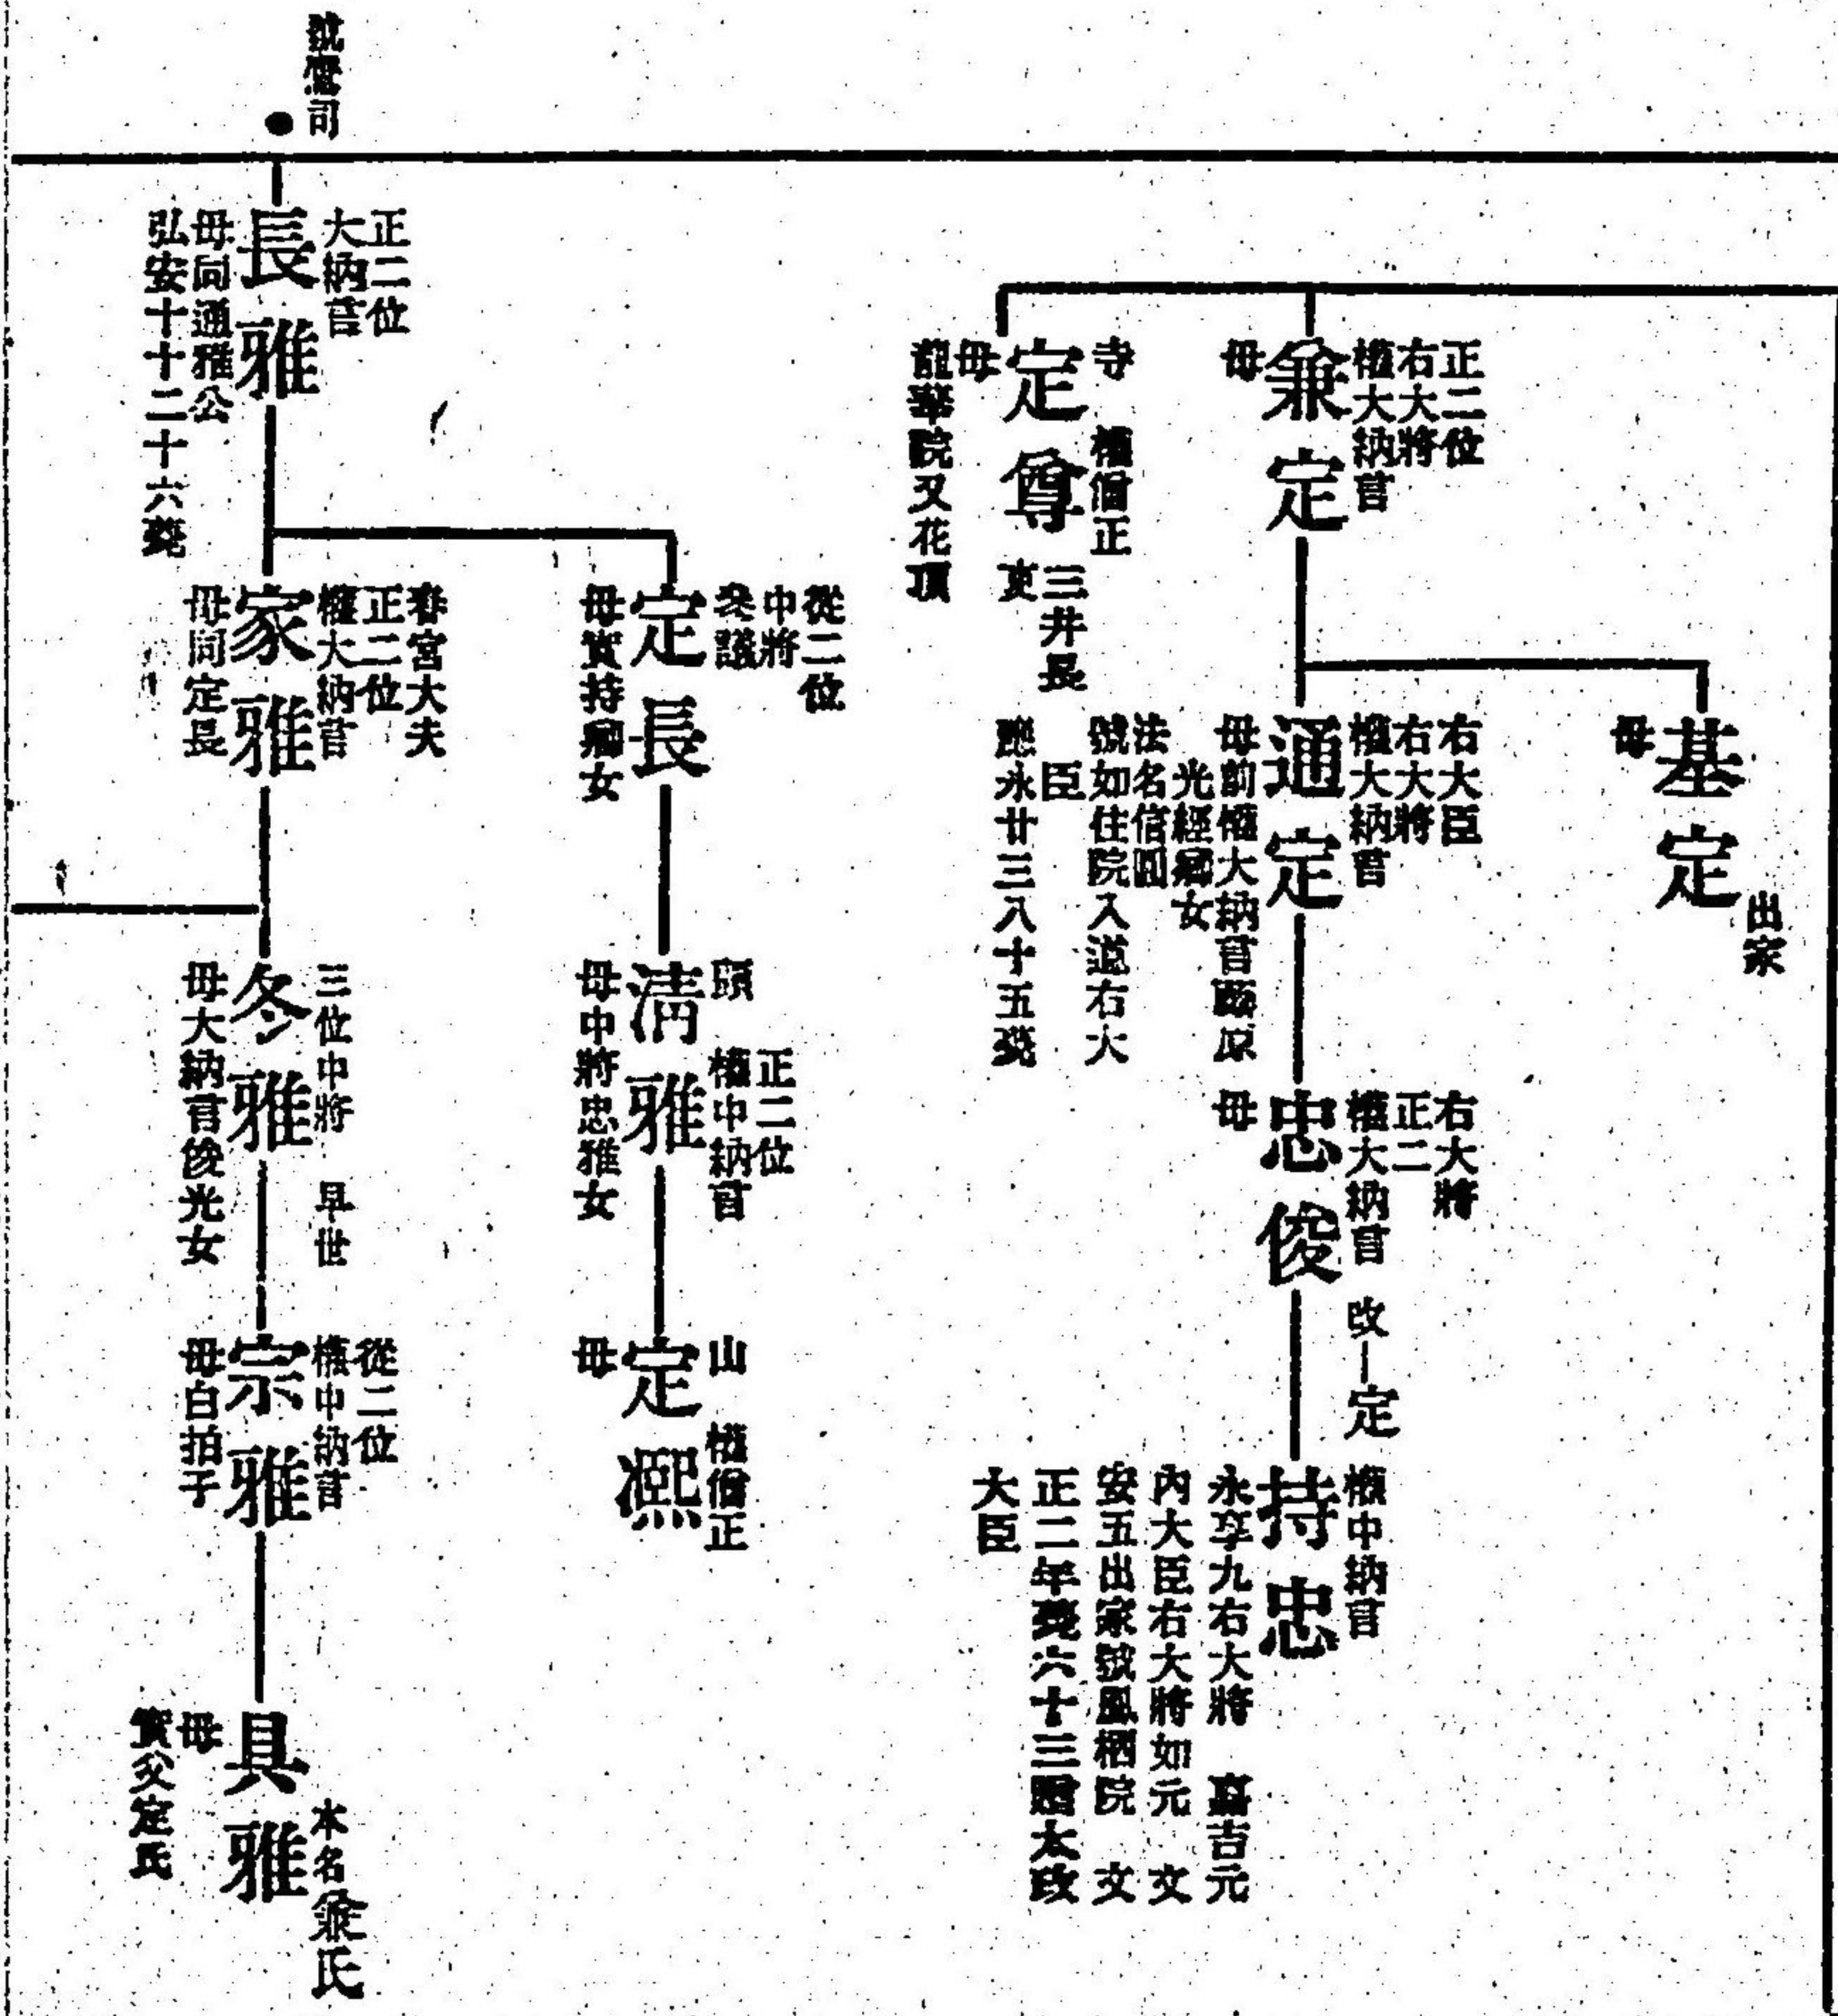 正二位
右大將
權大納言
兼定
母
基定
出家
母
右大臣
右大將
權大納言
通定
母前權大納言藤原
光經卿女
法名信圓
號如住院入道右大
臣
應永廿三八十五薨
右大將
正二
權大納言
改—定
忠俊
母
權中納言
持忠
永享九右大將 嘉吉元
內大臣右大將如元 文
安五出家號鳳栖院 文
正二年薨六十三贈太政
大臣
寺 權僧正
三井長
吏
定尊
母
龍華院又花頂
號鷹司
正二位
大納言
長雅
母同通雅公
弘安十十二十六薨
從二位
中將
參議
定長
母實持卿女
正二位
頭 權中納言
淸雅
母中將忠雅女
山 權僧正
定凞
母
春宮大夫
正二位
權大納言
家雅
母同定長
三位中將 早世
冬雅
母大納言俊光女
從二位
權中納言
宗雅
母白拍子
本名兼氏
具雅
母
實父定氏